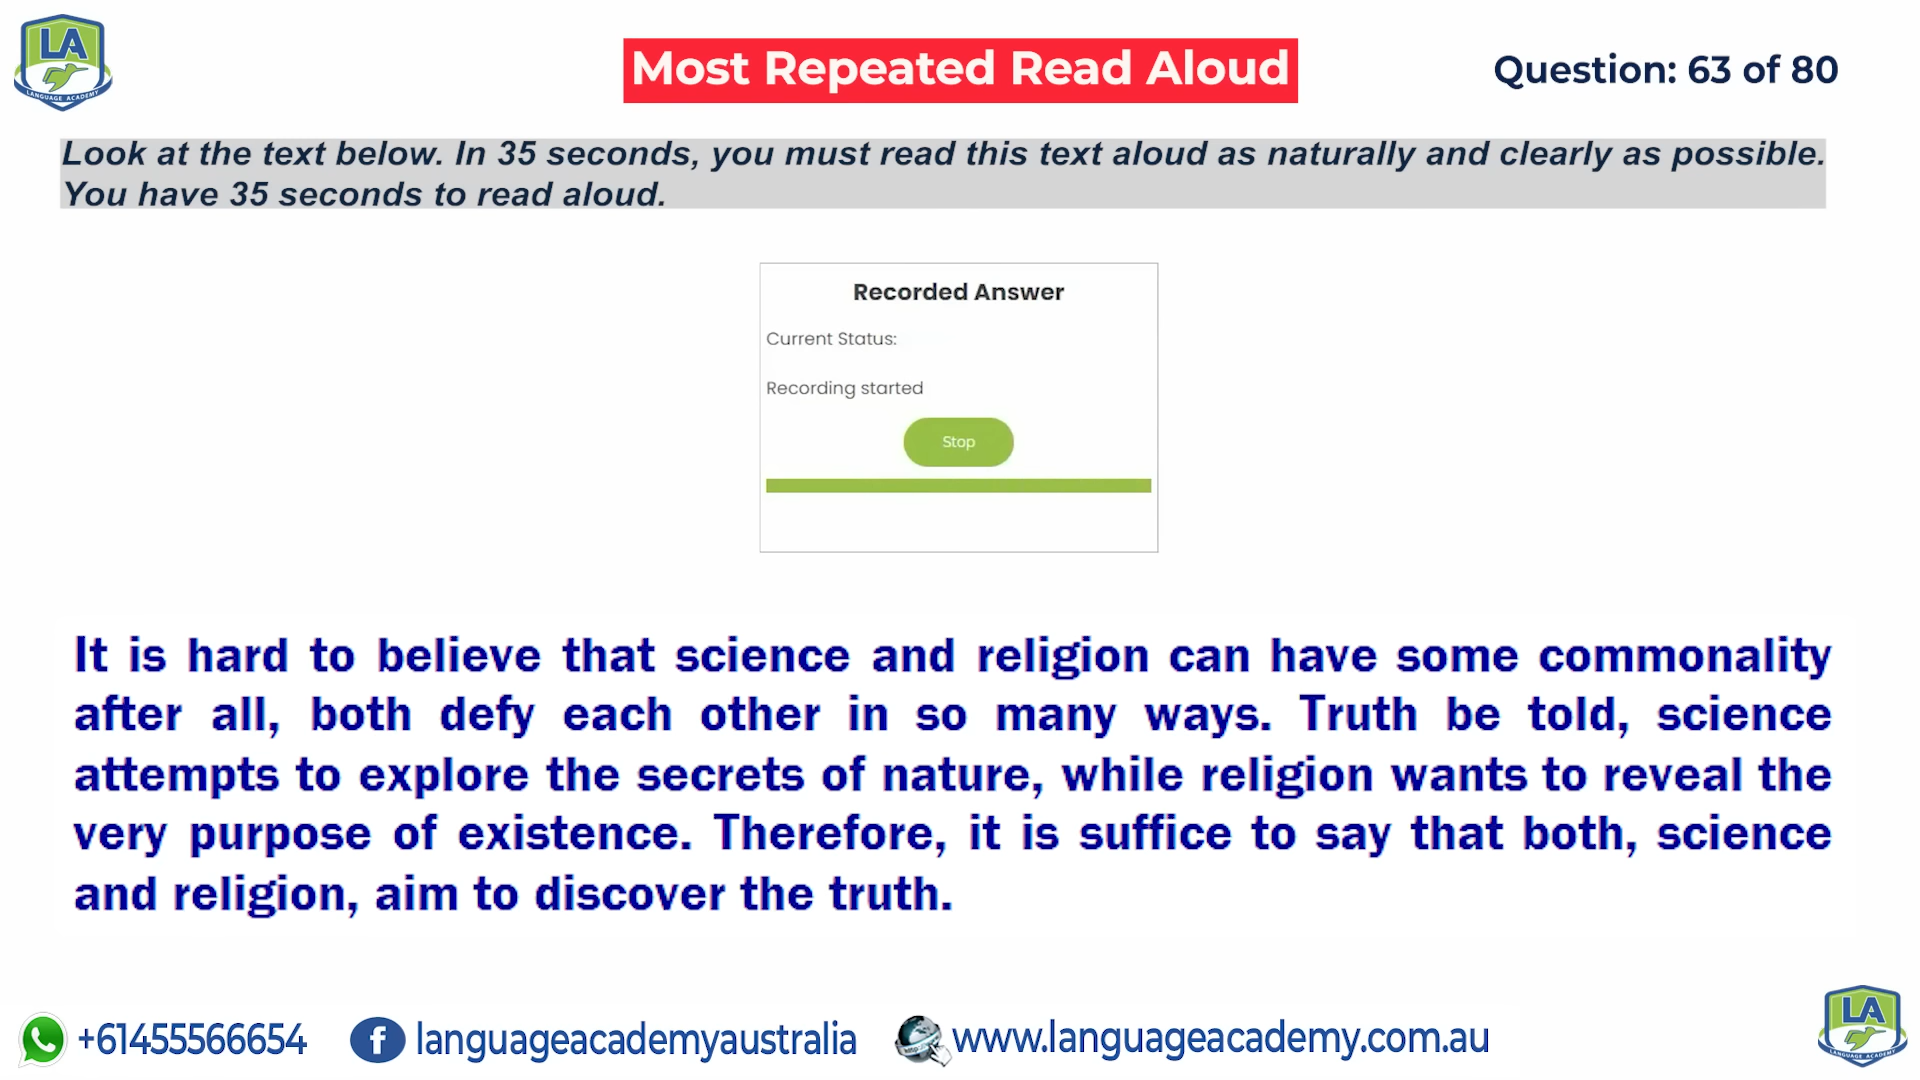 LA
LANGUAGE ACADEMY
Most Repeated Read Aloud
Question: 63 of 80
Look at the text below. In 35 seconds, you must read this text aloud as naturally and clearly as possible.
You have 35 seconds to read aloud.
Recorded Answer
Current Status:
Recording started
Stop
It is hard to believe that science and religion can have some commonality
after all, both defy each other in so many ways. Truth be told, science
attempts to explore the secrets of nature, while religion wants to reveal the
very purpose of existence. Therefore, it is suffice to say that both, science
and religion, aim to discover the truth.
+61455566654
f
languageacademyaustralia
http
www.languageacademy.com.au
LA
LANGUAGE ACADEMY